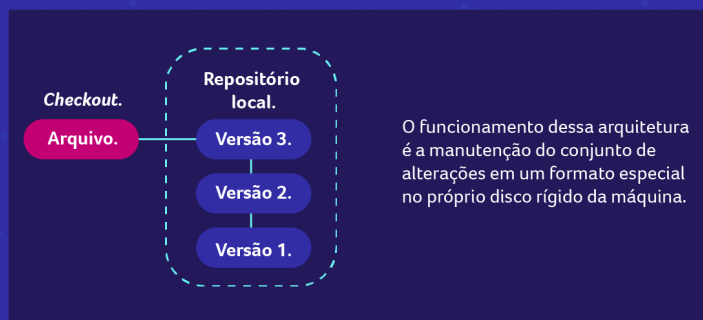 Checkout.
Arquivo.
Repositório
local.
Versão 3.
Versão 2.
Versão 1.
O funcionamento dessa arquitetura
é a manutenção do conjunto de
alterações em um formato especial
no próprio disco rígido da máquina.